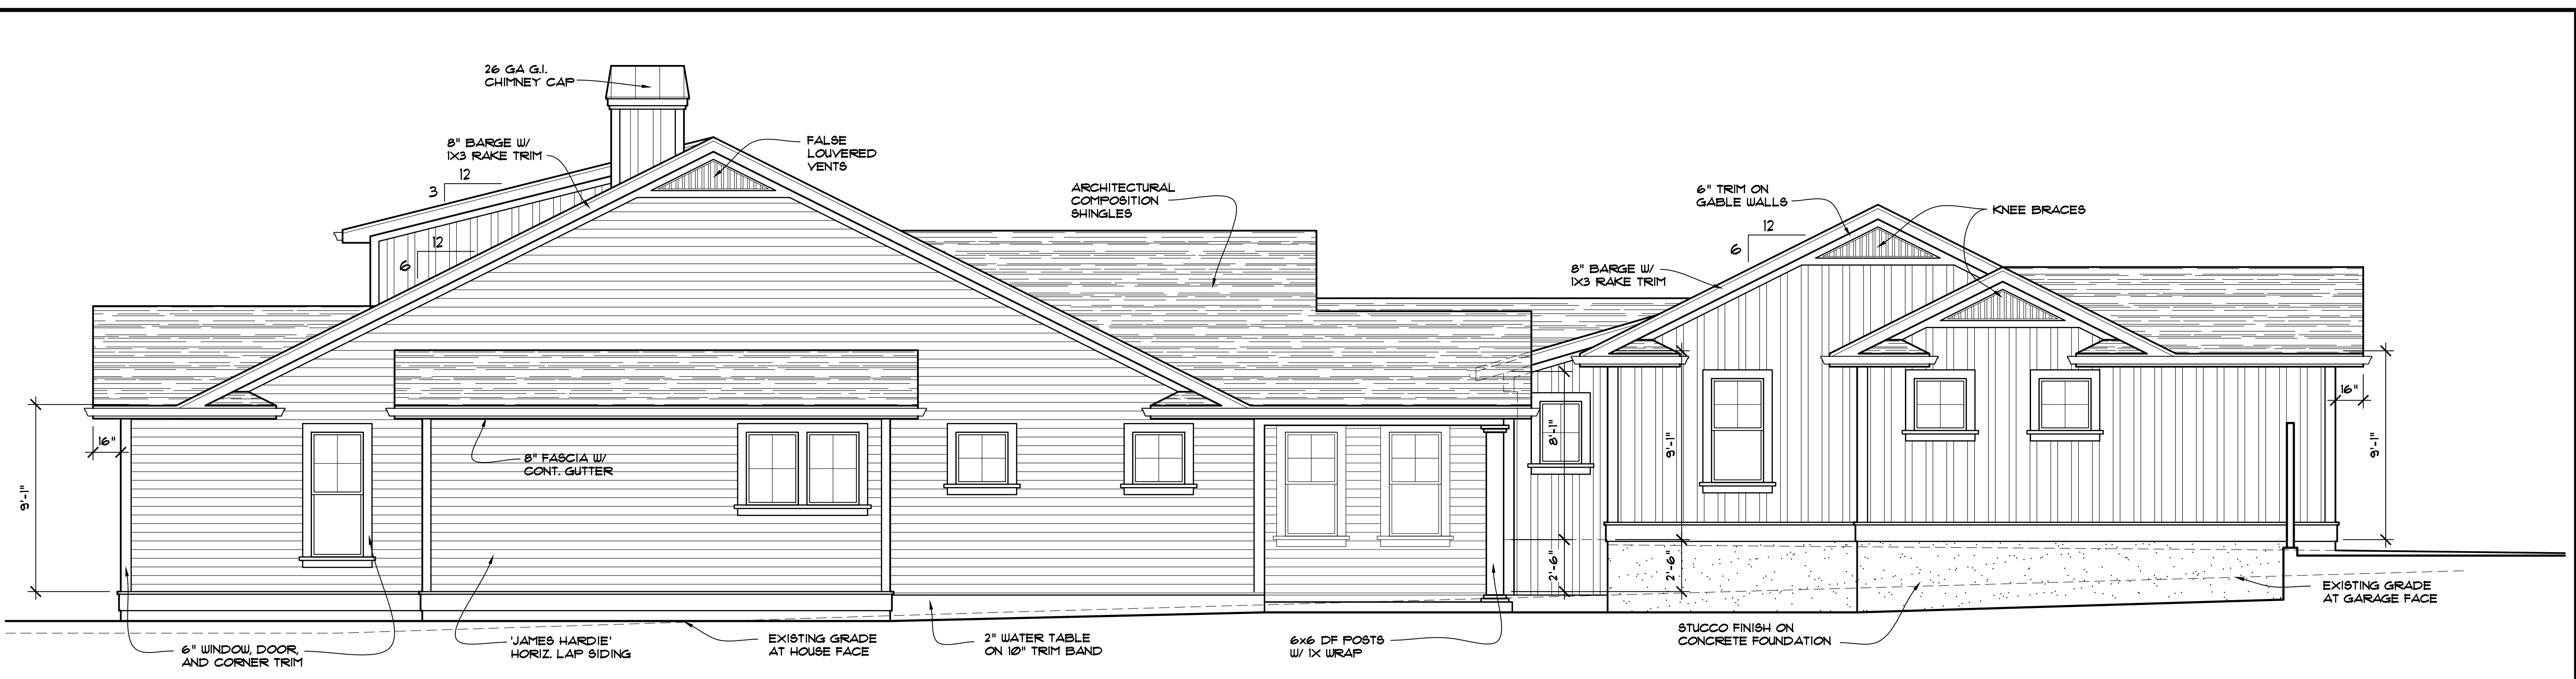 26 GA G.I.
CHIMNEY CAP
8" BARGE W/
1X3 RAKE TRIM
FALSE
LOUVERED
VENTS
12
3
12
6
ARCHITECTURAL
COMPOSITION
SHINGLES
6" TRIM ON
GABLE WALLS
KNEE BRACES
12
6
8" BARGE W/
1X3 RAKE TRIM
16"
9'-1"
8" FASCIA W/
CONT. GUTTER
8'-1"
9'-1"
16"
9'-1"
2'-6"
2'-6"
EXISTING GRADE
AT GARAGE FACE
6" WINDOW, DOOR,
AND CORNER TRIM
'JAMES HARDIE'
HORIZ. LAP SIDING
EXISTING GRADE
AT HOUSE FACE
2" WATER TABLE
ON 10" TRIM BAND
6x6 DF POSTS
W/ 1X WRAP
STUCCO FINISH ON
CONCRETE FOUNDATION